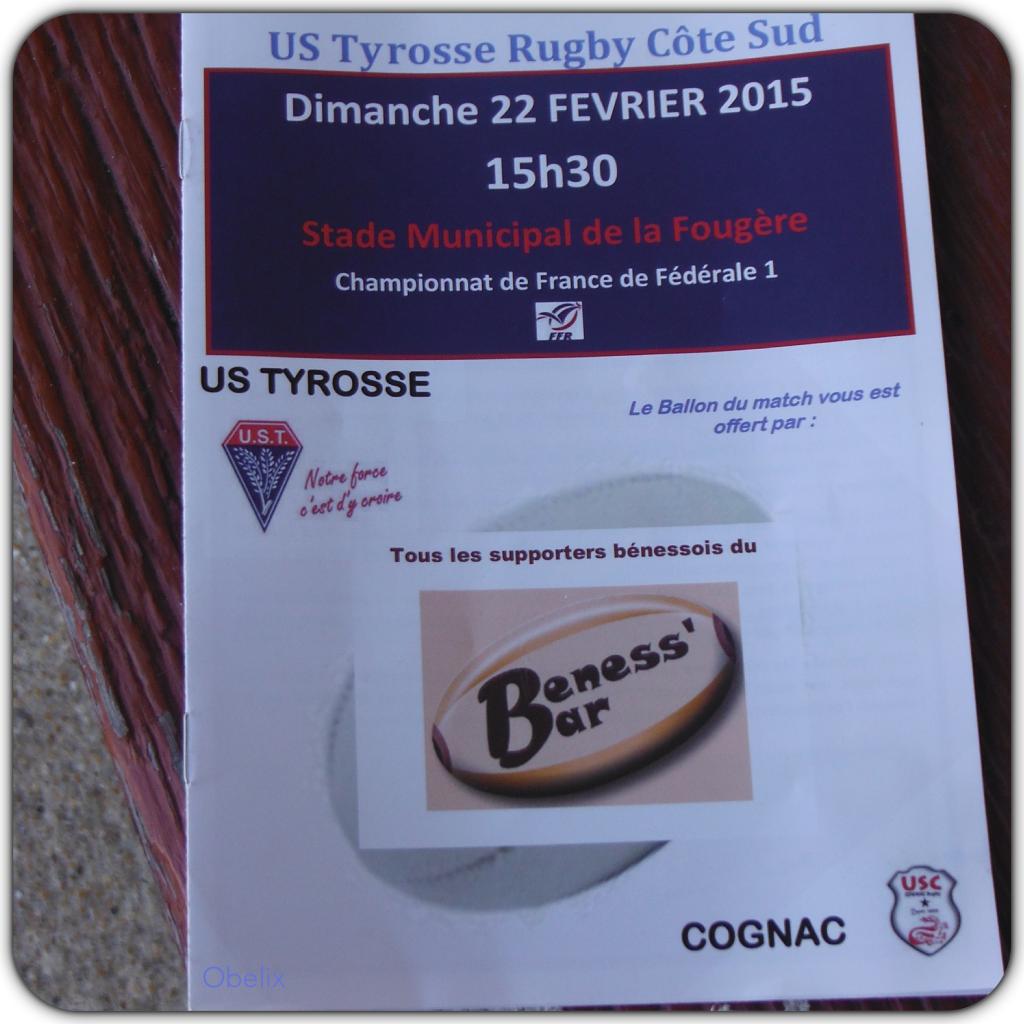 US Tyrosse Rugby Côte Sud
Dimanche 22 FEVRIER 2015
15h30
Stade Municipal de la Fougère
Championnat de France de Fédérale 1
FFR
US TYROSSE
Le Ballon du match vous est
offert par :
U.S.T.
Notre force
c'est d'y croire
Tous les supporters bénessois du
Beness'
Bar
USC
COGNAC
Obelix